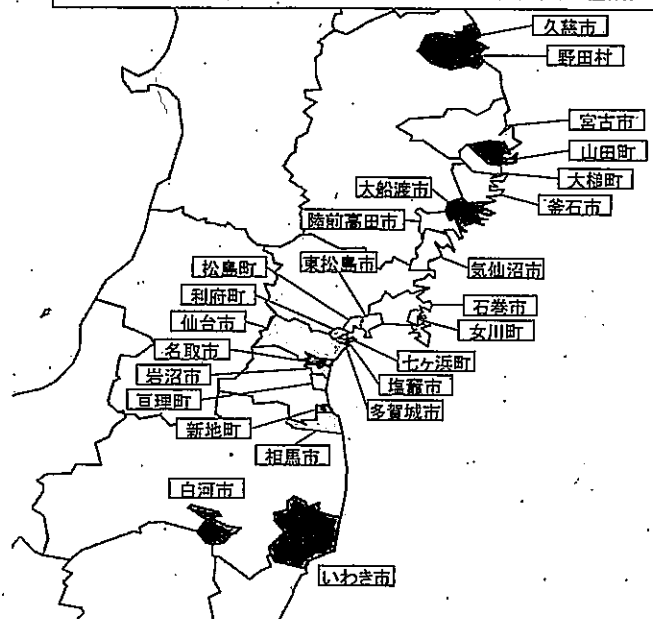 久慈市
野田村
宮古市
山田町
大槌町
大船渡市
釜石市
陸前高田市
東松島市
松島町
気仙沼市
利府町
石巻市
仙台市
女川町
名取市
七ヶ浜町
岩沼市
塩竈市
亘理町
多賀城市
新地町
相馬市
白河市
いわき市